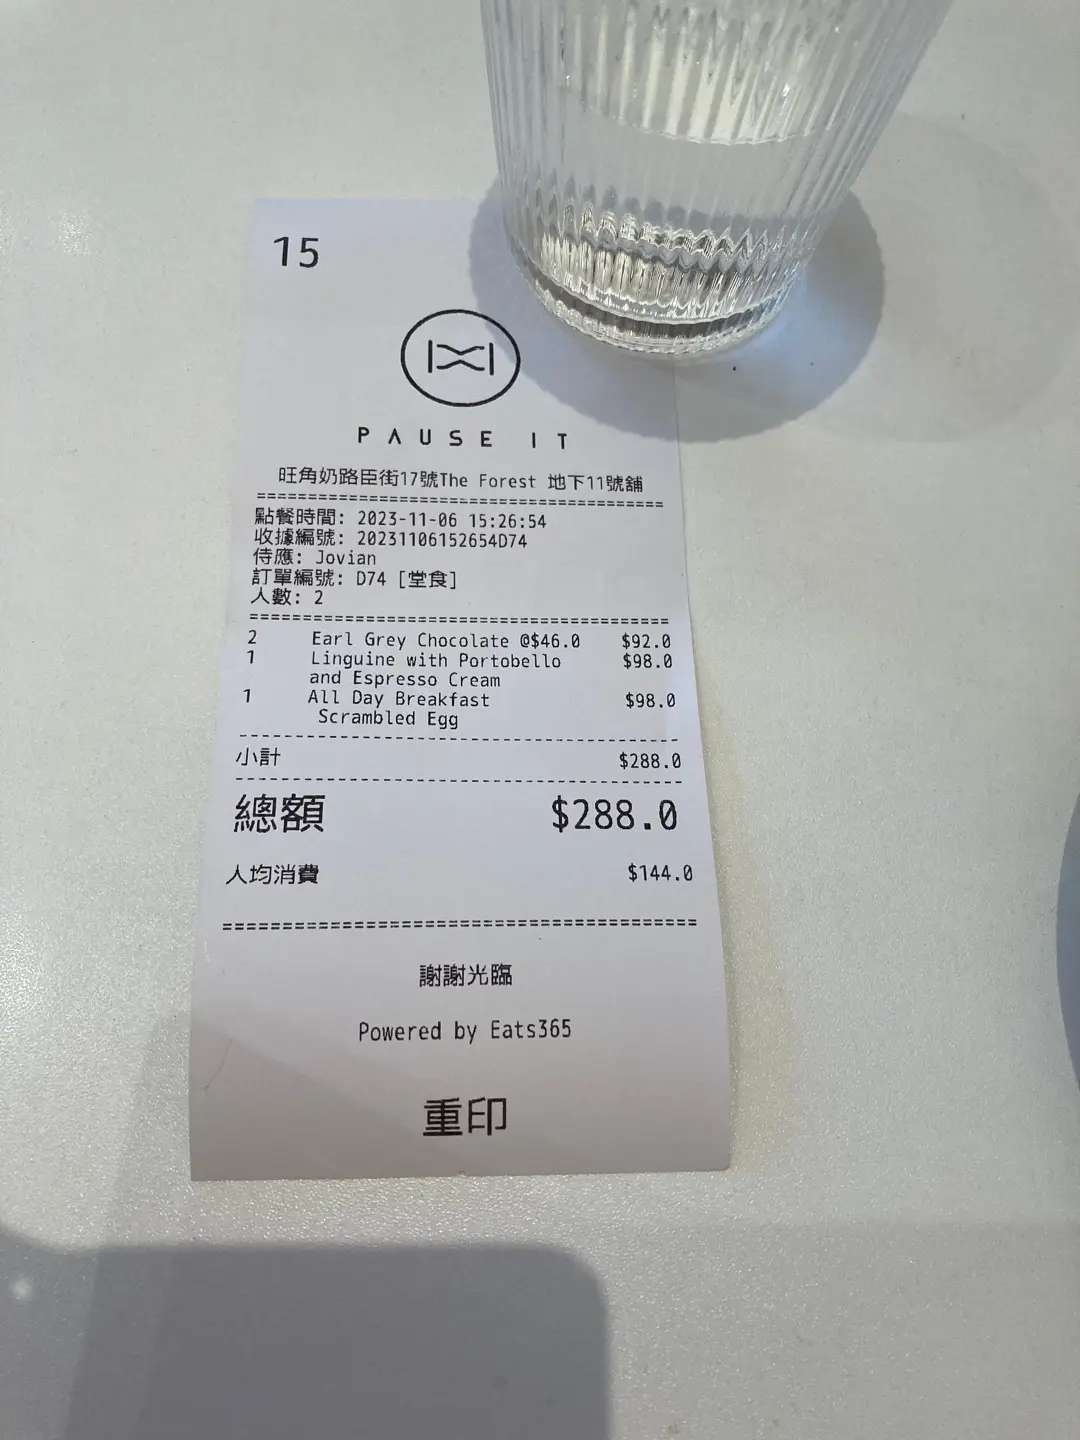 15
PAUSE IT
旺角奶路臣街17號The Forest 地下11號舖
點餐時間: 2023-11-06 15:26:54
收據編號: 20231106152654D74
侍應: Jovian
訂單編號: D74 [堂食]
人數: 2
2 Earl Grey Chocolate @$46.0 $92.0
1 Linguine with Portobello $98.0
and Espresso Cream
1 All Day Breakfast $98.0
Scrambled Egg
小計 $288.0
總額 $288.0
人均消費 $144.0
謝謝光臨
Powered by Eats365
重印